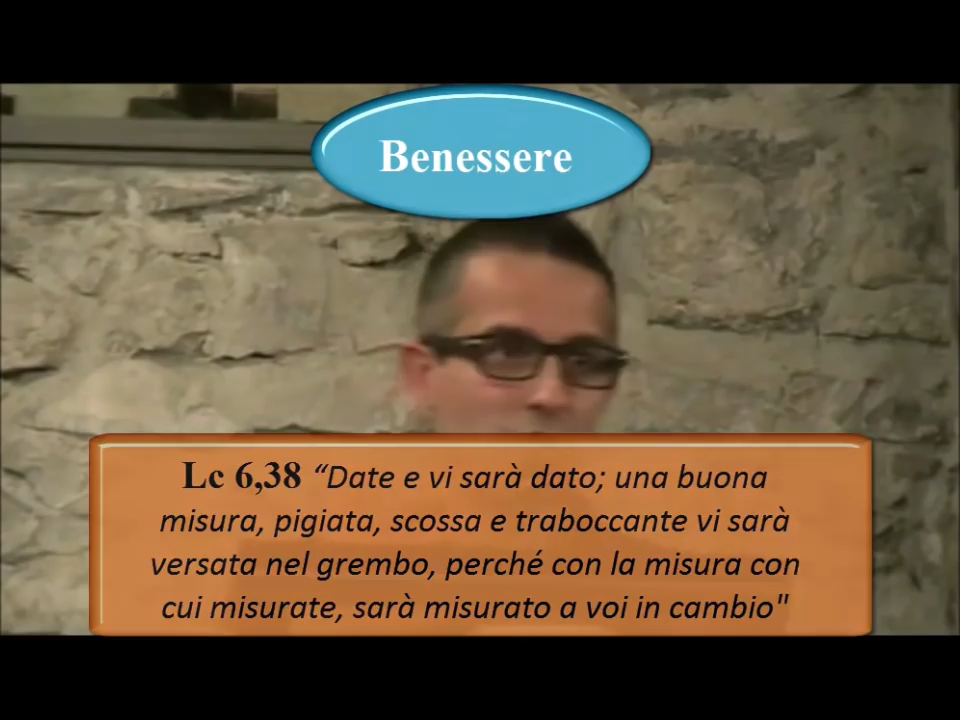 Benessere
Lc 6,38 “Date e vi sarà dato; una buona
misura, pigiata, scossa e traboccante vi sarà
versata nel grembo, perché con la misura con
cui misurate, sarà misurato a voi in cambio"